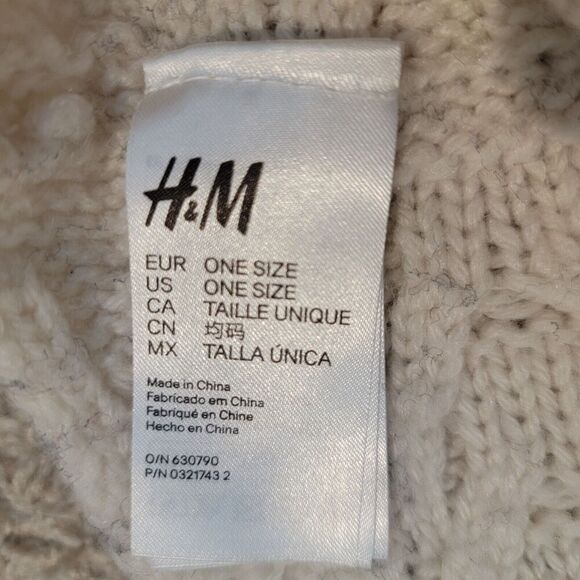 H&M
EUR ONE SIZE
US ONE SIZE
CA TAILLE UNIQUE
CN 均码
MX TALLA ÚNICA
Made in China
Fabricado em China
Fabriqué en Chine
Hecho en China
O/N 630790
P/N 0321743 2